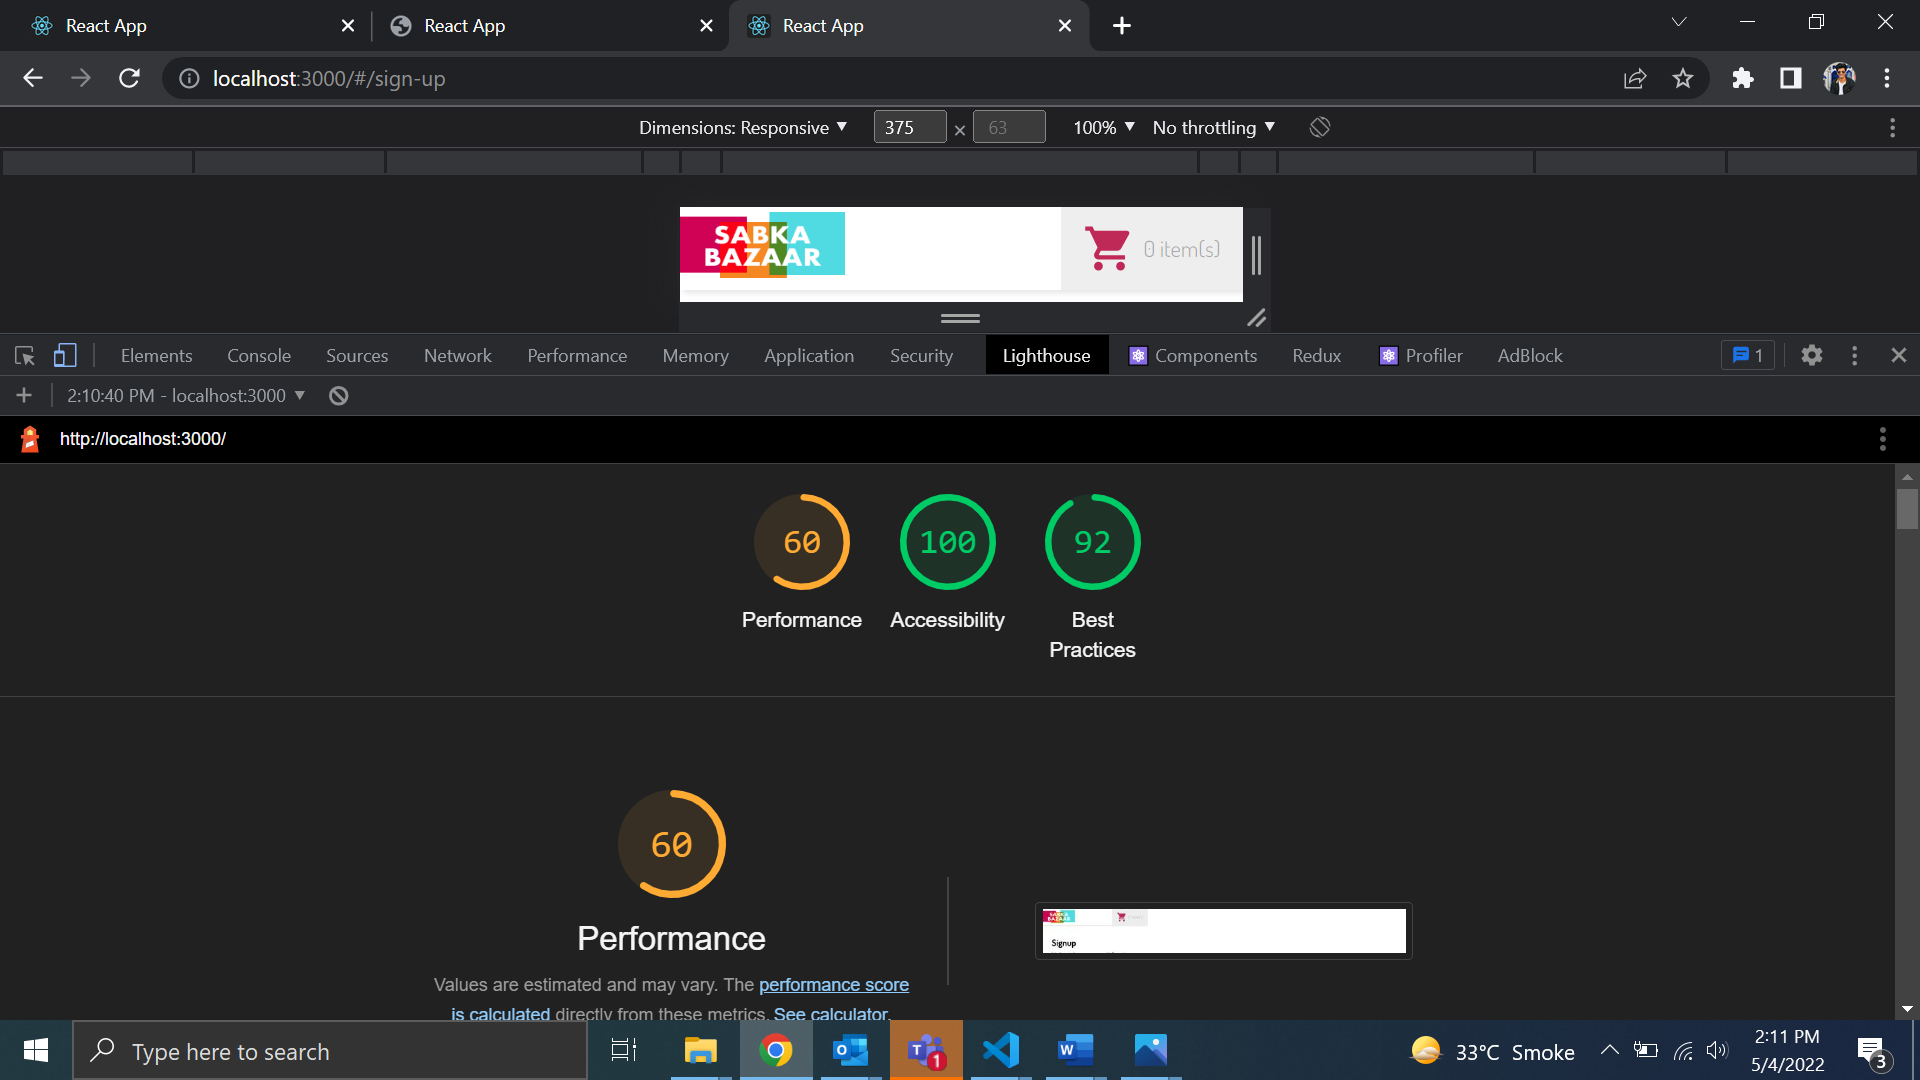 React App
React App
React App
localhost:3000/#/sign-up
Dimensions: Responsive 375 × 63 100% No throttling
SABKA
BAZAAR
0 item(s)
Elements Console Sources Network Performance Memory Application Security Lighthouse Components Redux Profiler AdBlock 1
2:10:40 PM - localhost:3000
http://localhost:3000/
60 100 92
Performance Accessibility Best
Practices
60
Performance
Values are estimated and may vary. The performance score
is calculated directly from these metrics. See calculator.
SABKA
BAZAAR
Signup
Type here to search
1
33°C Smoke
2:11 PM
5/4/2022
3